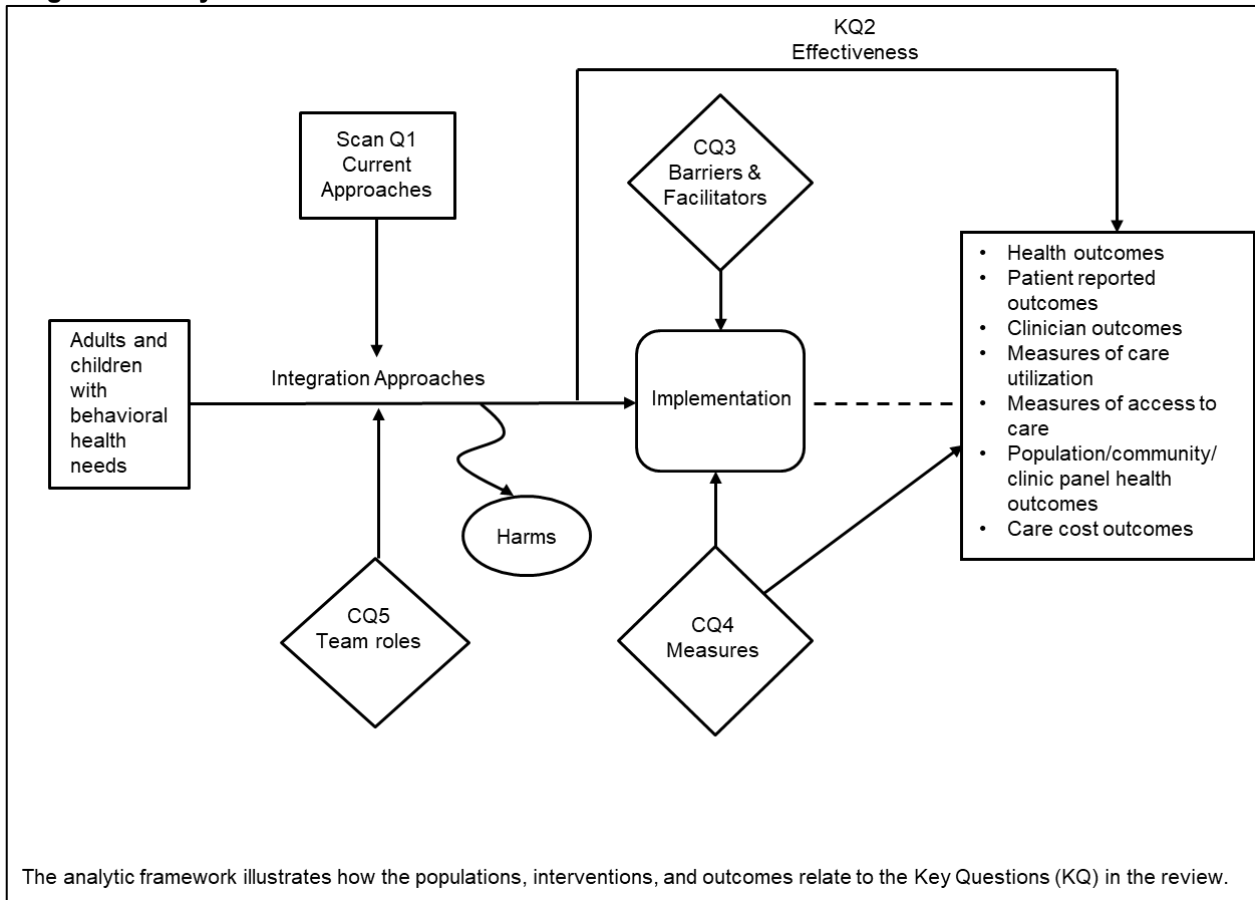 KQ2
Effectiveness
Scan Q1
Current
Approaches
CQ3
Barriers &
Facilitators
Adults and
children
with
behavioral
health
needs
Integration Approaches
Implementation
• Health outcomes
• Patient reported
outcomes
• Clinician outcomes
• Measures of care
utilization
• Measures of access to
care
• Population/community/
clinic panel health
outcomes
• Care cost outcomes
Harms
CQ5
Team roles
CQ4
Measures
The analytic framework illustrates how the populations, interventions, and outcomes relate to the Key Questions (KQ) in the review.